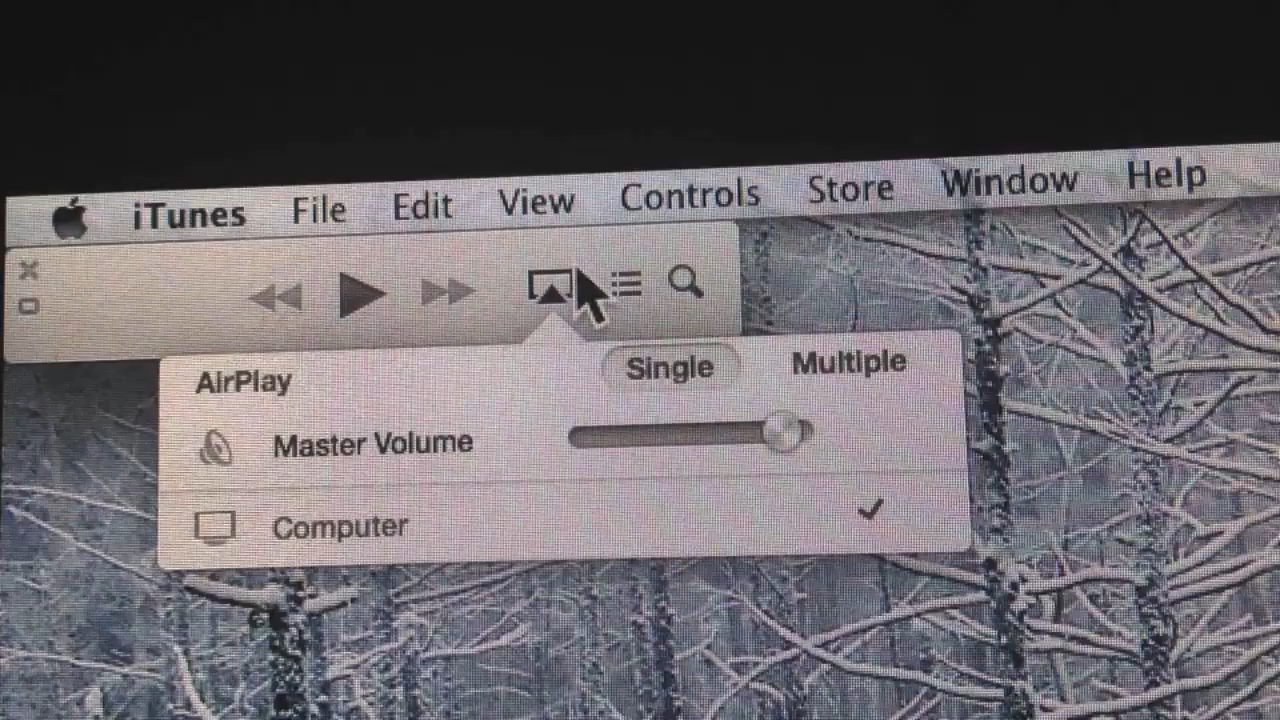 iTunes File Edit View Controls Store Window Help
AirPlay Single Multiple
Master Volume
Computer